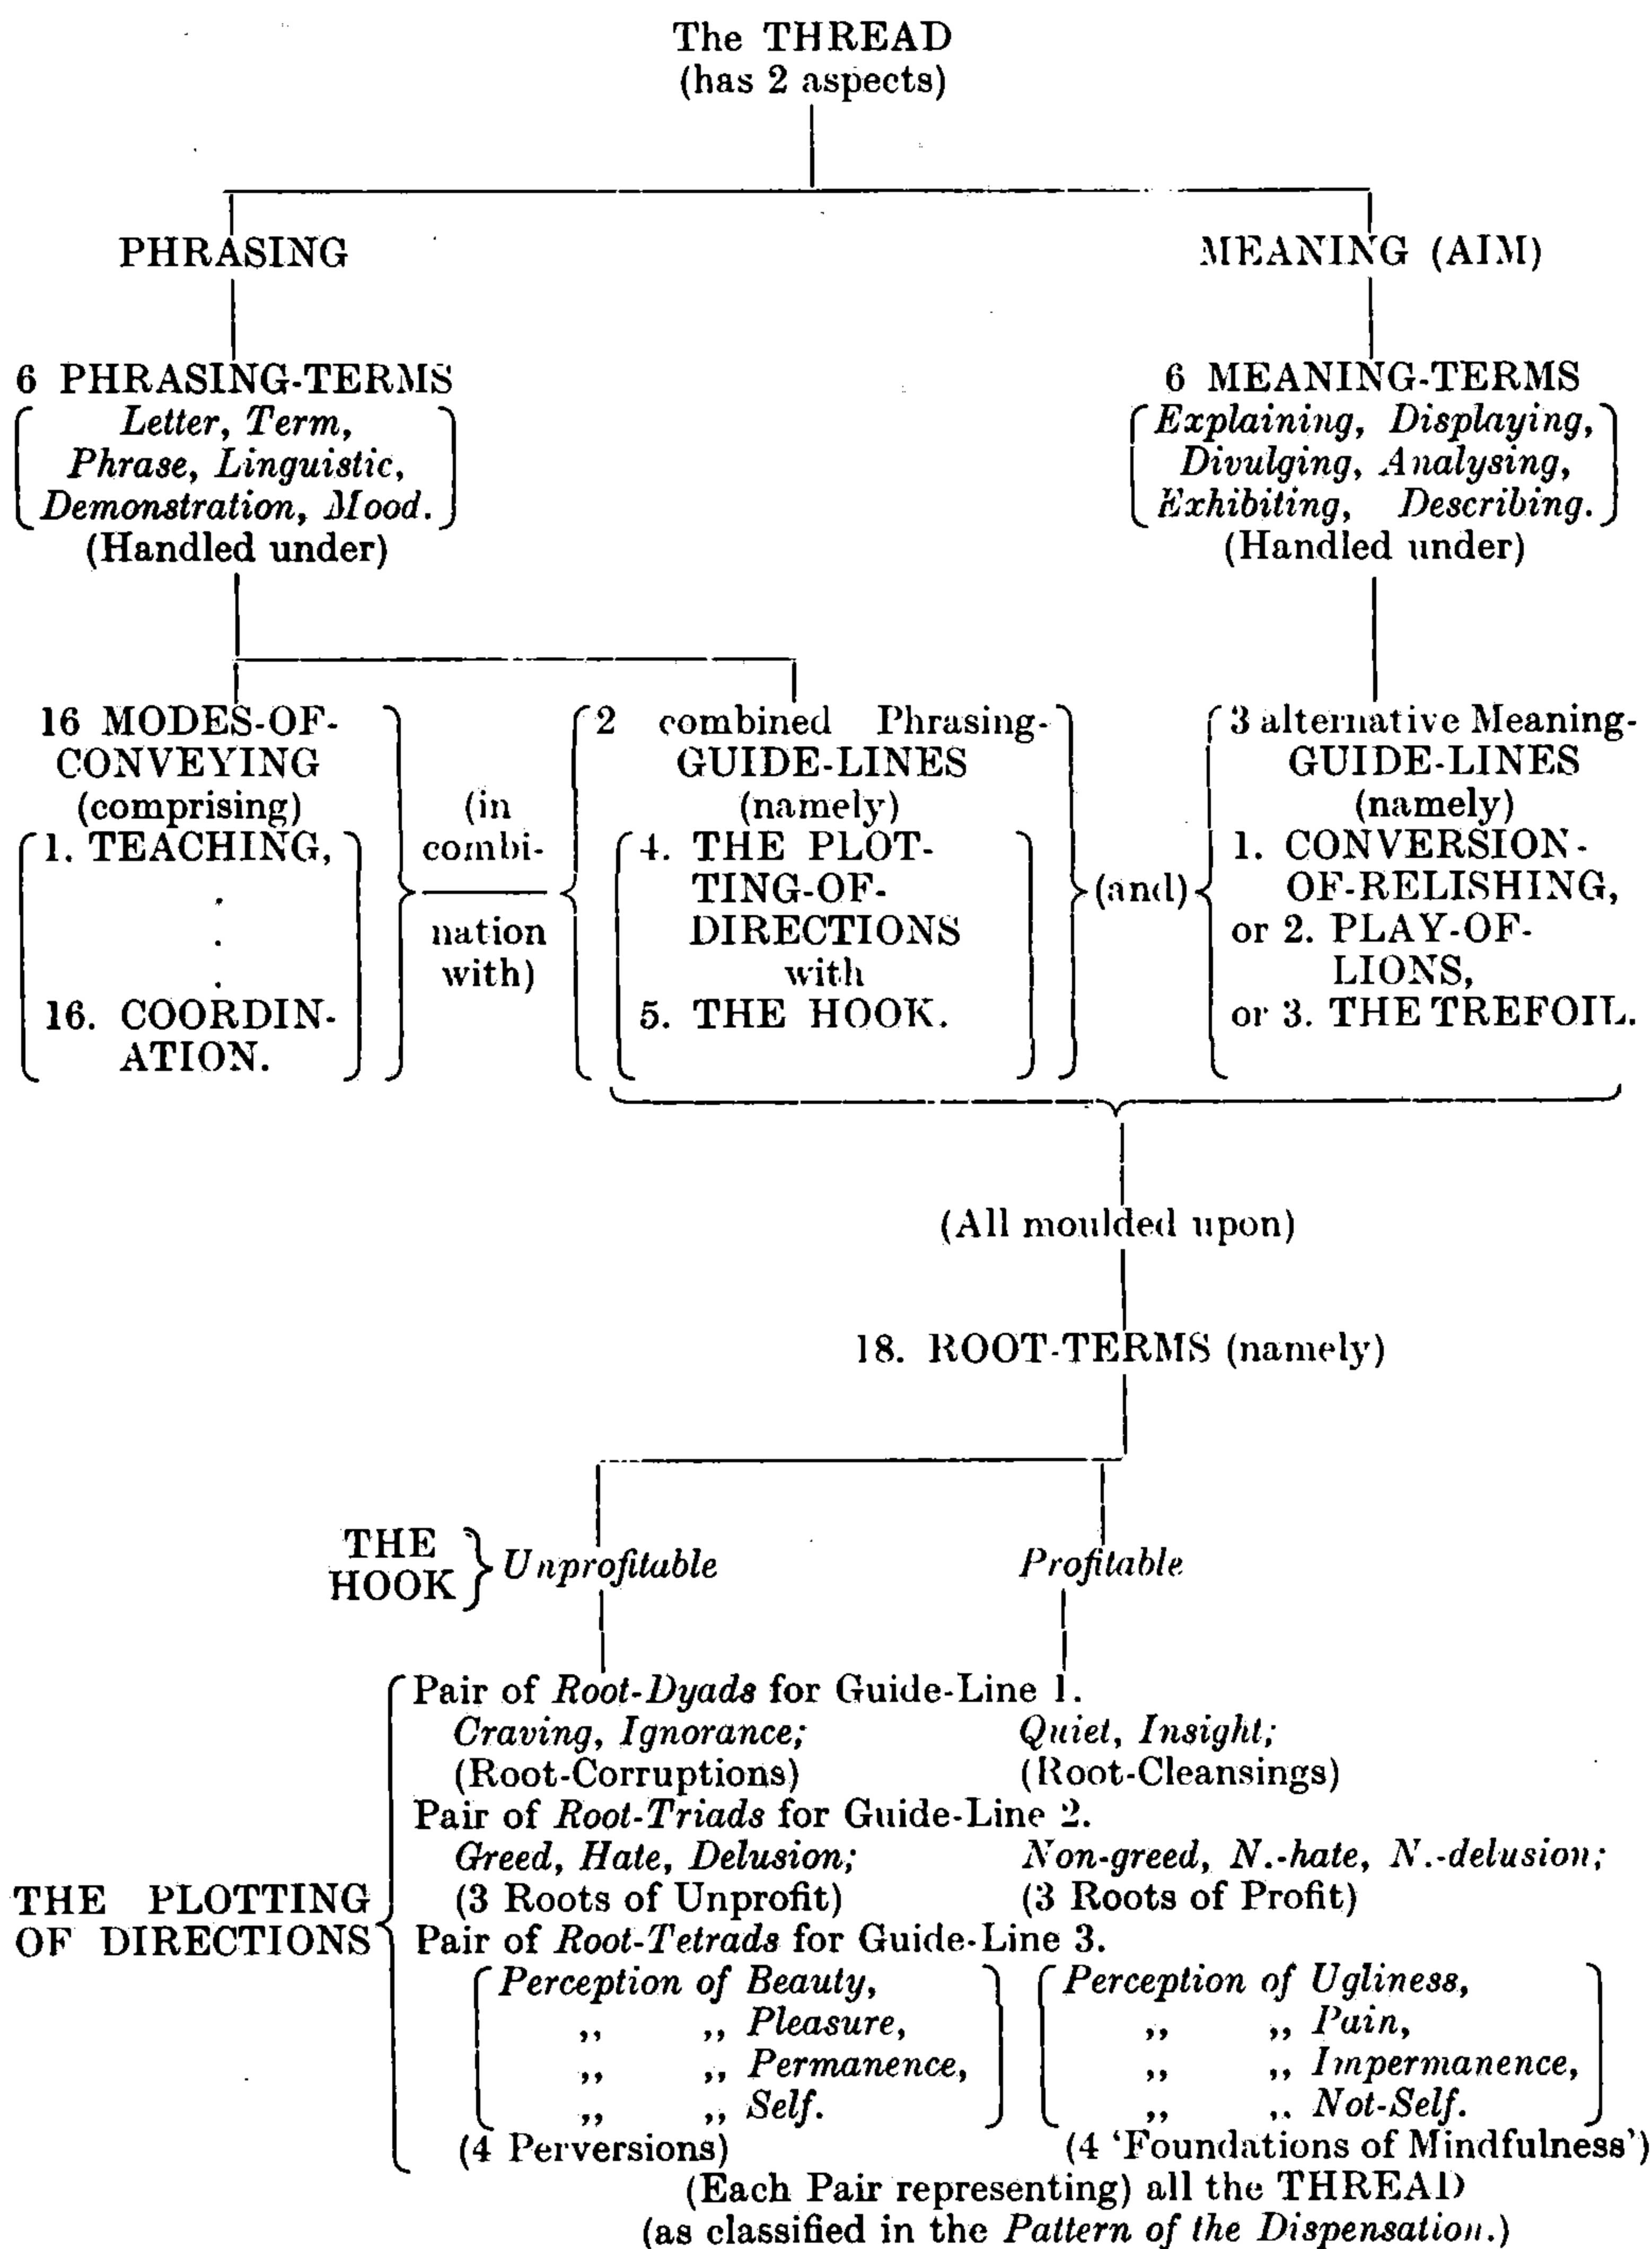 The THREAD
(has 2 aspects)
PHRASING
MEANING (AIM)
6 PHRASING-TERMS
Letter, Term,
Phrase, Linguistic,
Demonstration, Mood.
(Handled under)
6 MEANING-TERMS
Explaining, Displaying,
Divulging, Analysing,
Exhibiting, Describing.
(Handled under)
16 MODES-OF-
CONVEYING
(comprising)
1. TEACHING,
.
.
.
16. COORDIN-
ATION.
(in
combi-
nation
with)
2 combined Phrasing-
GUIDE-LINES
(namely)
4. THE PLOT-
TING-OF-
DIRECTIONS
with
5. THE HOOK.
(and)
3 alternative Meaning-
GUIDE-LINES
(namely)
1. CONVERSION-
OF-RELISHING,
or 2. PLAY-OF-
LIONS,
or 3. THE TREFOIL.
(All moulded upon)
18. ROOT-TERMS (namely)
THE
HOOK
Unprofitable
Profitable
THE PLOTTING
OF DIRECTIONS
Pair of Root-Dyads for Guide-Line 1.
Craving, Ignorance; Quiet, Insight;
(Root-Corruptions) (Root-Cleansings)
Pair of Root-Triads for Guide-Line 2.
Greed, Hate, Delusion; Non-greed, N.-hate, N.-delusion;
(3 Roots of Unprofit) (3 Roots of Profit)
Pair of Root-Tetrads for Guide-Line 3.
Perception of Beauty, Perception of Ugliness,
,, ,, Pleasure, ,, ,, Pain,
,, ,, Permanence, ,, ,, Impermanence,
,, ,, Self. ,, ,, Not-Self.
(4 Perversions) (4 'Foundations of Mindfulness')
(Each Pair representing) all the THREAD
(as classified in the Pattern of the Dispensation.)